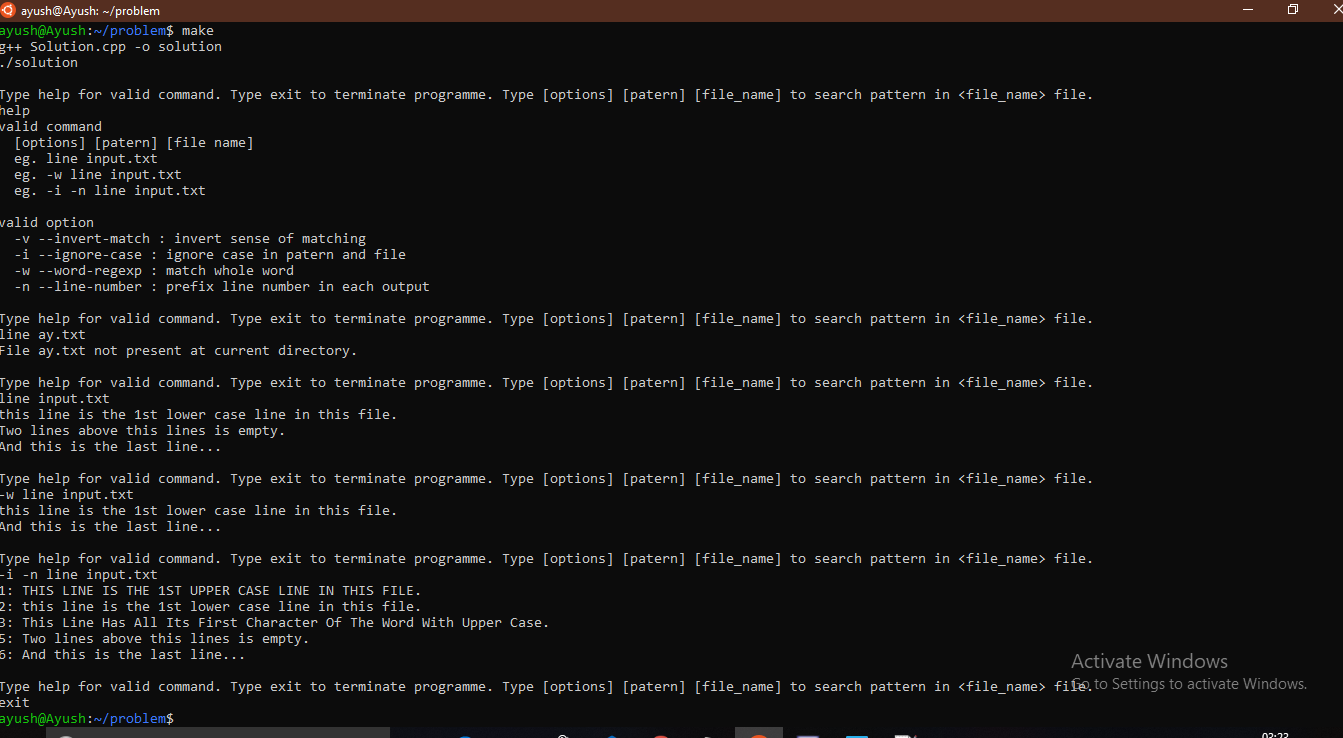 ayush@Ayush: ~/problem
ayush@Ayush:~/problem$ make
g++ Solution.cpp -o solution
./solution
Type help for valid command. Type exit to terminate programme. Type [options] [patern] [file_name] to search pattern in <file_name> file.
help
valid command
[options] [patern] [file name]
eg. line input.txt
eg. -w line input.txt
eg. -i -n line input.txt
valid option
-v --invert-match : invert sense of matching
-i --ignore-case : ignore case in patern and file
-w --word-regexp : match whole word
-n --line-number : prefix line number in each output
Type help for valid command. Type exit to terminate programme. Type [options] [patern] [file_name] to search pattern in <file_name> file.
line ay.txt
File ay.txt not present at current directory.
Type help for valid command. Type exit to terminate programme. Type [options] [patern] [file_name] to search pattern in <file_name> file.
line input.txt
this line is the 1st lower case line in this file.
Two lines above this lines is empty.
And this is the last line...
Type help for valid command. Type exit to terminate programme. Type [options] [patern] [file_name] to search pattern in <file_name> file.
-w line input.txt
this line is the 1st lower case line in this file.
And this is the last line...
Type help for valid command. Type exit to terminate programme. Type [options] [patern] [file_name] to search pattern in <file_name> file.
-i -n line input.txt
1: THIS LINE IS THE 1ST UPPER CASE LINE IN THIS FILE.
2: this line is the 1st lower case line in this file.
3: This Line Has All Its First Character Of The Word With Upper Case.
5: Two lines above this lines is empty.
6: And this is the last line...
Type help for valid command. Type exit to terminate programme. Type [options] [patern] [file_name] to search pattern in <file_name> file.
exit
ayush@Ayush:~/problem$
Activate Windows
Go to Settings to activate Windows.